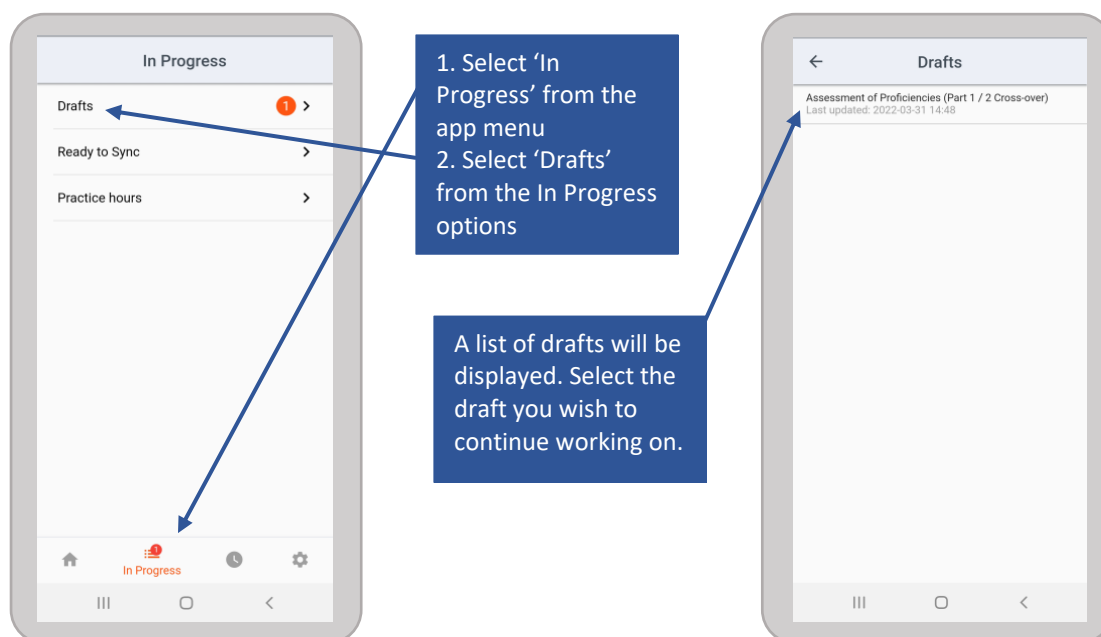 In Progress
Drafts
1
Ready to Sync
Practice hours
1
In Progress
1. Select ‘In
Progress’ from the
app menu
2. Select ‘Drafts’
from the In Progress
options
A list of drafts will be
displayed. Select the
draft you wish to
continue working on.
Drafts
Assessment of Proficiencies (Part 1 / 2 Cross-over)
Last updated: 2022-03-31 14:48